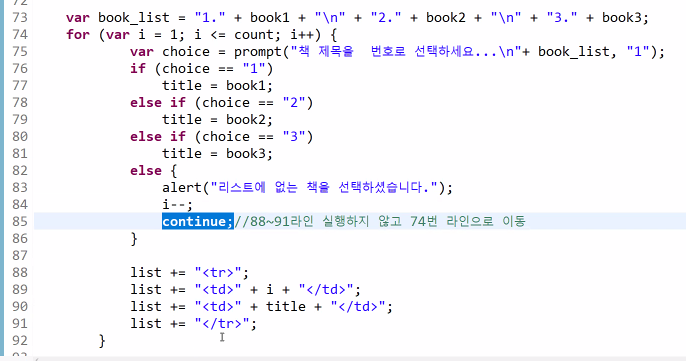 73 var book_list = "1." + book1 + "\n" + "2." + book2 + "\n" + "3." + book3;
74 for (var i = 1; i <= count; i++) {
75 var choice = prompt("책 제목을  번호로 선택하세요...\n"+ book_list, "1");
76 if (choice == "1")
77 title = book1;
78 else if (choice == "2")
79 title = book2;
80 else if (choice == "3")
81 title = book3;
82 else {
83 alert("리스트에 없는 책을 선택하셨습니다.");
84 i--;
85 continue;//88~91라인 실행하지 않고 74번 라인으로 이동
86 }
87
88 list += "<tr>";
89 list += "<td>" + i + "</td>";
90 list += "<td>" + title + "</td>";
91 list += "</tr>";
92 }